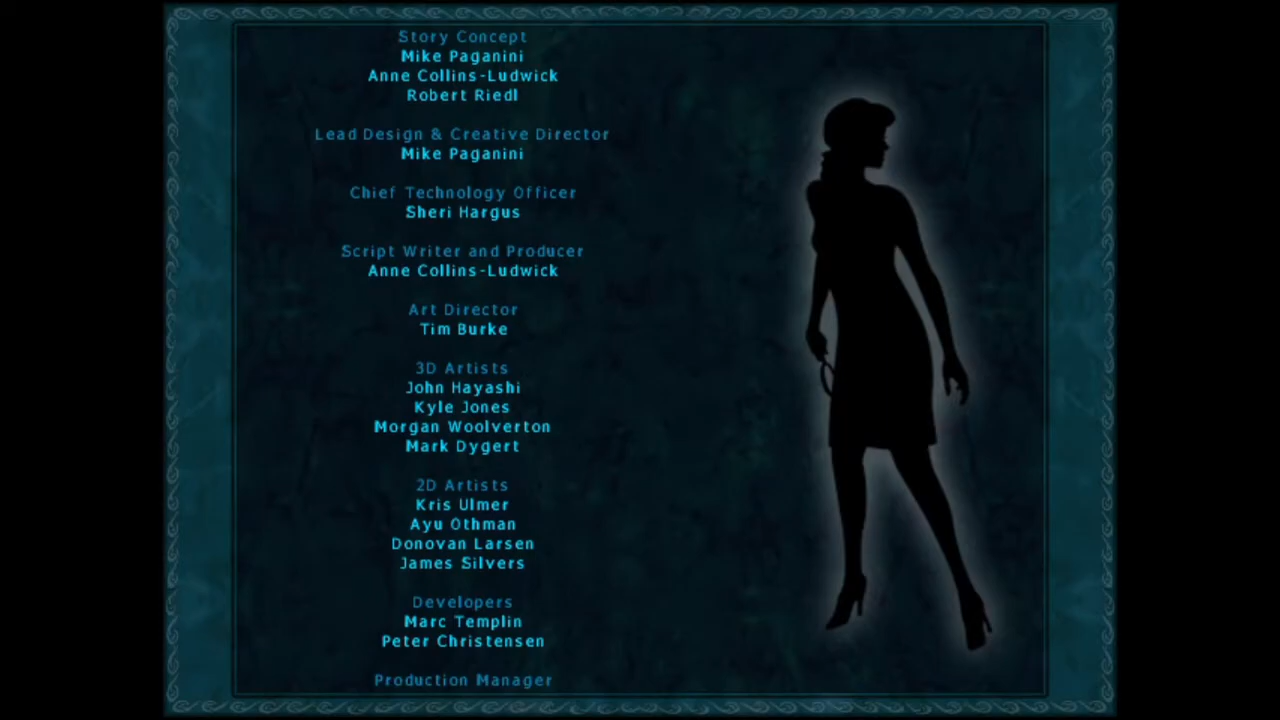 Story Concept
Mike Paganini
Anne Collins-Ludwick
Robert Riedl
Lead Design & Creative Director
Mike Paganini
Chief Technology Officer
Sheri Hargus
Script Writer and Producer
Anne Collins-Ludwick
Art Director
Tim Burke
3D Artists
John Hayashi
Kyle Jones
Morgan Woolverton
Mark Dygert
2D Artists
Kris Ulmer
Ayu Othman
Donovan Larsen
James Silvers
Developers
Marc Templin
Peter Christensen
Production Manager